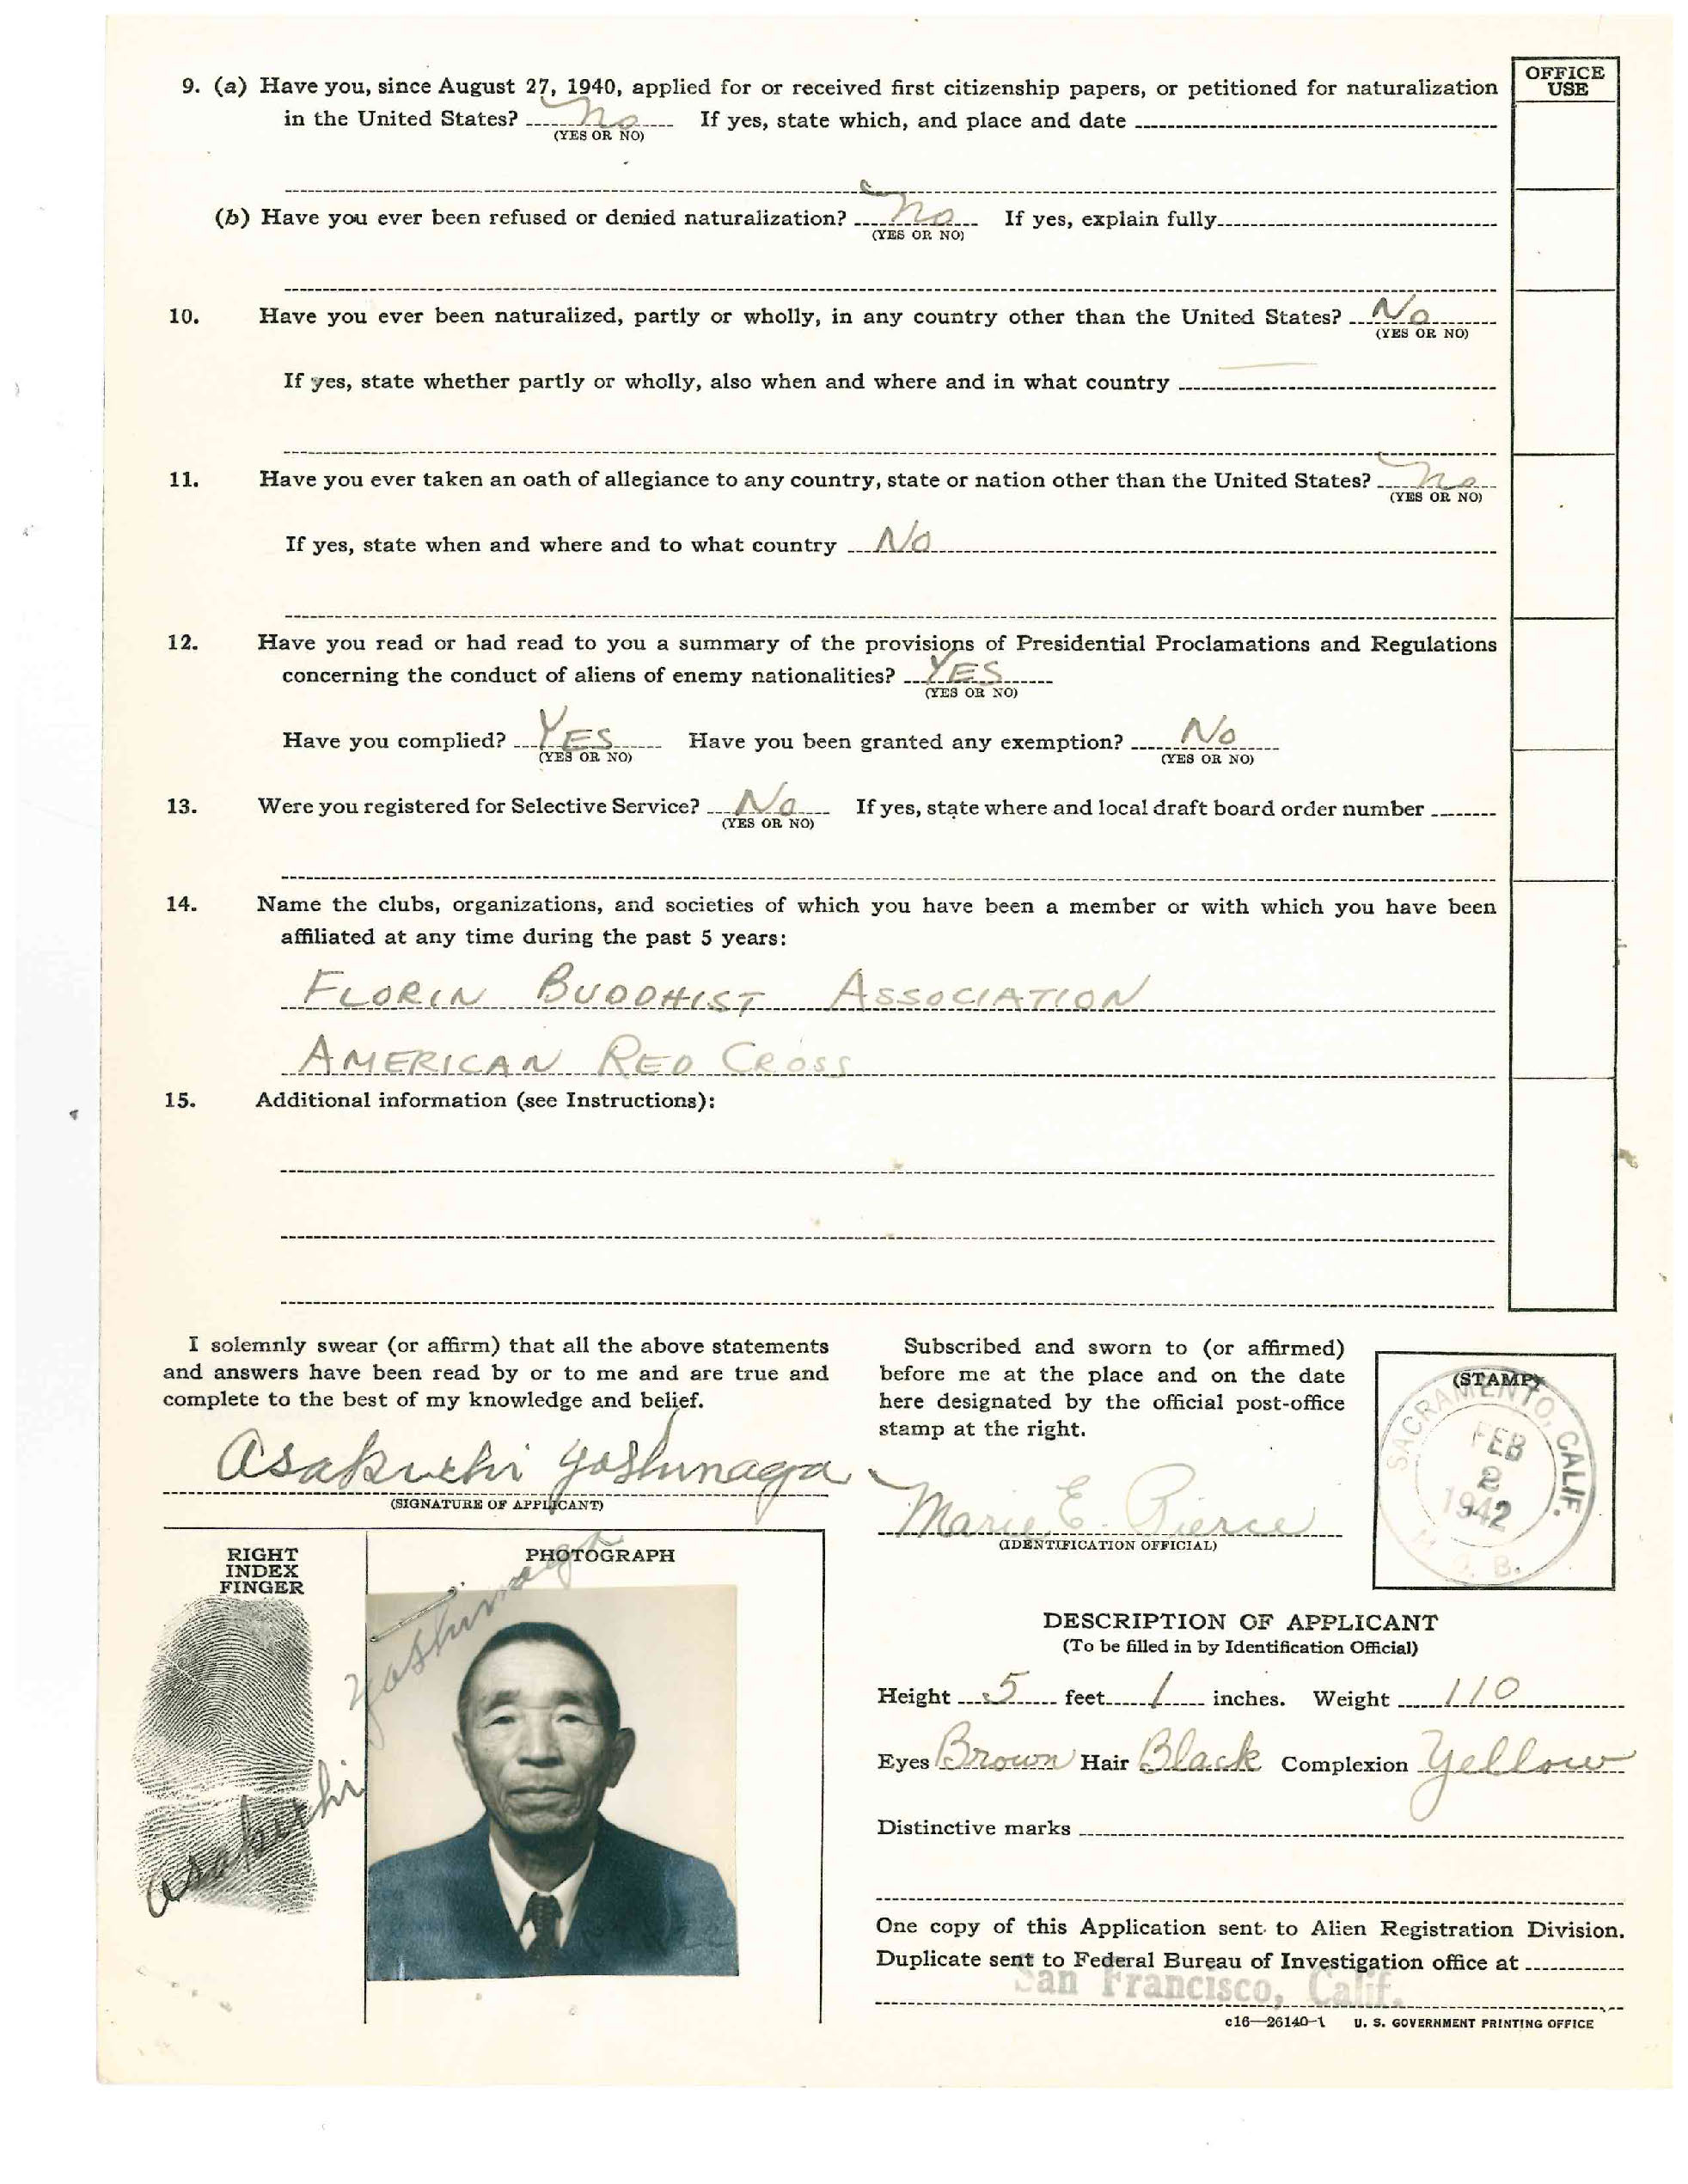 OFFICE
USE
9. (a) Have you, since August 27, 1940, applied for or received first citizenship papers, or petitioned for naturalization
in the United States? no If yes, state which, and place and date
(YES OR NO)
(b) Have you ever been refused or denied naturalization? no If yes, explain fully
(YES OR NO)
10. Have you ever been naturalized, partly or wholly, in any country other than the United States? No
(YES OR NO)
If yes, state whether partly or wholly, also when and where and in what country
11. Have you ever taken an oath of allegiance to any country, state or nation other than the United States? no
(YES OR NO)
If yes, state when and where and to what country No
12. Have you read or had read to you a summary of the provisions of Presidential Proclamations and Regulations
concerning the conduct of aliens of enemy nationalities? YES
(YES OR NO)
Have you complied? YES Have you been granted any exemption? No
(YES OR NO) (YES OR NO)
13. Were you registered for Selective Service? No If yes, state where and local draft board order number
(YES OR NO)
14. Name the clubs, organizations, and societies of which you have been a member or with which you have been
affiliated at any time during the past 5 years:
FLORIN BUDDHIST ASSOCIATION
AMERICAN RED CROSS
15. Additional information (see Instructions):
I solemnly swear (or affirm) that all the above statements
and answers have been read by or to me and are true and
complete to the best of my knowledge and belief.
Asakichi Yoshinaga
(SIGNATURE OF APPLICANT)
Subscribed and sworn to (or affirmed)
before me at the place and on the date
here designated by the official post-office
stamp at the right.
Marie E. Pierce
(IDENTIFICATION OFFICIAL)
(STAMP)
SACRAMENTO, CALIF.
FEB
2
1942
RIGHT
INDEX
FINGER
PHOTOGRAPH
Asakichi Yoshinaga
DESCRIPTION OF APPLICANT
(To be filled in by Identification Official)
Height 5 feet 1 inches. Weight 110
Eyes Brown Hair Black Complexion Yellow
Distinctive marks
One copy of this Application sent to Alien Registration Division.
Duplicate sent to Federal Bureau of Investigation office at
San Francisco, Calif.
c16—26140-1 U. S. GOVERNMENT PRINTING OFFICE